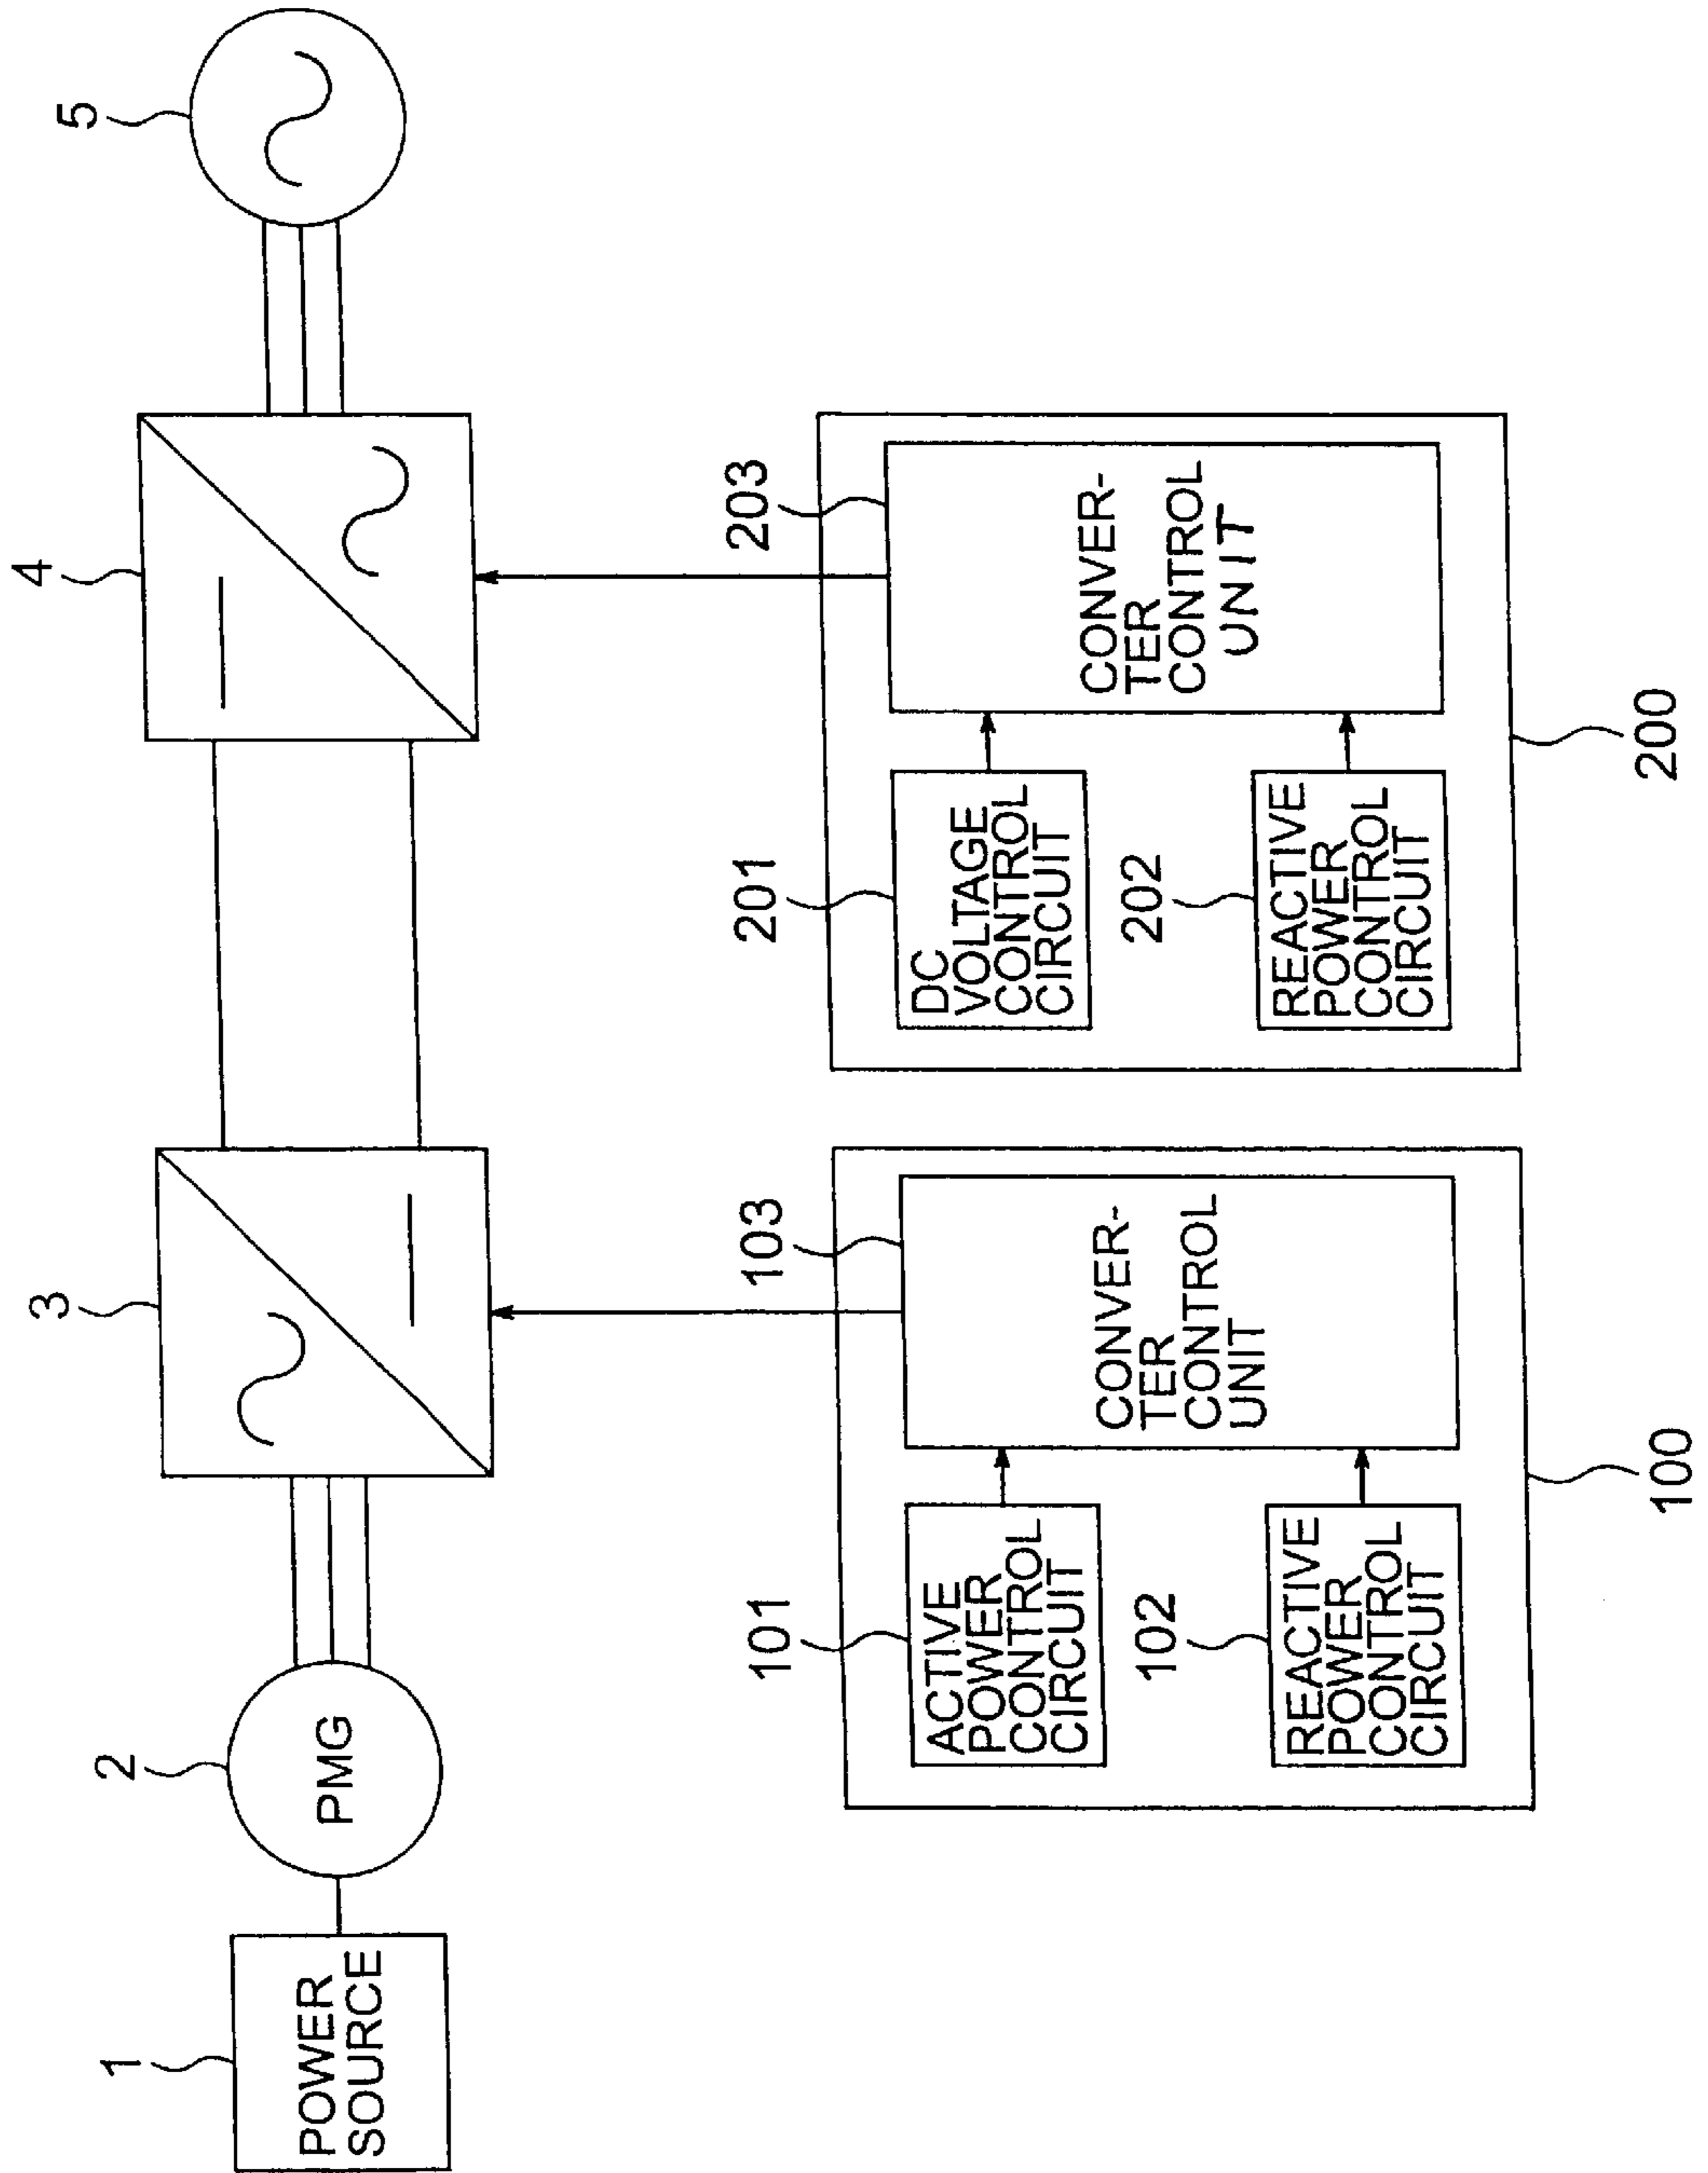 1
POWER
SOURCE
2
PMG
3
4
5
101
ACTIVE
POWER
CONTROL
CIRCUIT
102
REACTIVE
POWER
CONTROL
CIRCUIT
103
CONVER-
TER
CONTROL
UNIT
100
201
DC
VOLTAGE
CONTROL
CIRCUIT
202
REACTIVE
POWER
CONTROL
CIRCUIT
203
CONVER-
TER
CONTROL
UNIT
200